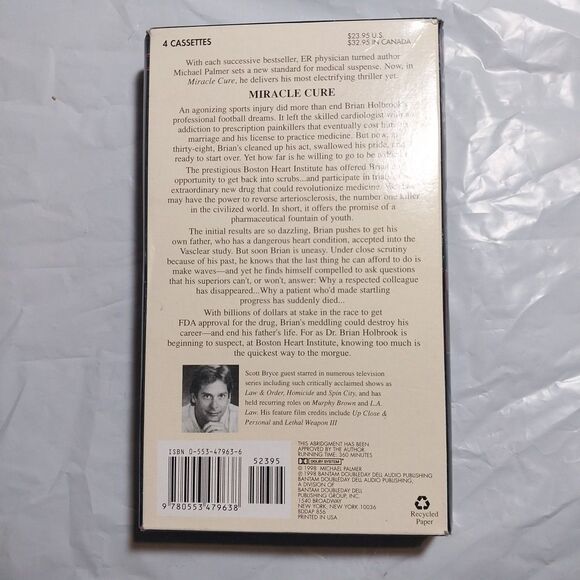 4 CASSETTES
$23.95 U.S.
$32.95 IN CANADA
With each successive bestseller, ER physician turned author
Michael Palmer sets a new standard for medical suspense. Now, in
Miracle Cure, he delivers his most electrifying thriller yet.
MIRACLE CURE
An agonizing sports injury did more than end Brian Holbrook's
professional football dreams. It left the skilled cardiologist with an
addiction to prescription painkillers that eventually cost him his
marriage and his license to practice medicine. But now, at
thirty-eight, Brian's cleaned up his act, swallowed his pride, and is
ready to start over. Yet how far is he willing to go to be
The prestigious Boston Heart Institute has offered Brian
opportunity to get back into scrubs...and participate in trials
extraordinary new drug that could revolutionize medicine.
may have the power to reverse arteriosclerosis, the number one killer
in the civilized world. In short, it offers the promise of a
pharmaceutical fountain of youth.
The initial results are so dazzling, Brian pushes to get his
own father, who has a dangerous heart condition, accepted into the
Vasclear study. But soon Brian is uneasy. Under close scrutiny
because of his past, he knows that the last thing he can afford to do is
make waves—and yet he finds himself compelled to ask questions
that his superiors can't, or won't, answer: Why a respected colleague
has disappeared...Why a patient who'd made startling
progress has suddenly died...
With billions of dollars at stake in the race to get
FDA approval for the drug, Brian's meddling could destroy his
career—and end his father's life. For as Dr. Brian Holbrook is
beginning to suspect, at Boston Heart Institute, knowing too much is
the quickest way to the morgue.
Scott Bryce guest starred in numerous television
series including such critically acclaimed shows as
Law & Order, Homicide and Spin City, and has
held recurring roles on Murphy Brown and L.A.
Law. His feature film credits include Up Close &
Personal and Lethal Weapon III
ISBN 0-553-47963-6
52395
9 780553 479638
THIS ABRIDGMENT HAS BEEN
APPROVED BY THE AUTHOR
RUNNING TIME: 360 MINUTES
DOLBY SYSTEM
© 1998 MICHAEL PALMER
℗ 1998 BANTAM DOUBLEDAY DELL AUDIO PUBLISHING
BANTAM DOUBLEDAY DELL AUDIO PUBLISHING,
A DIVISION OF
BANTAM DOUBLEDAY DELL
PUBLISHING GROUP, INC.
1540 BROADWAY
NEW YORK, NEW YORK 10036
BDDAP 856
PRINTED IN USA
Recycled
Paper